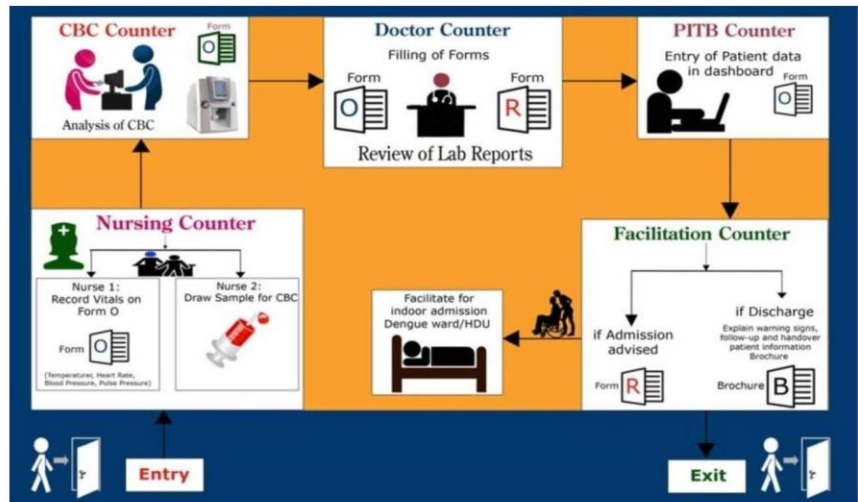 CBC Counter
Form
O
Analysis of CBC
Doctor Counter
Filling of Forms
Form
O
Form
R
Review of Lab Reports
PITB Counter
Entry of Patient data
in dashboard
Form
O
Nursing Counter
Nurse 1:
Record Vitals on
Form O
Form
O
(Temperaturer, Heart Rate,
Blood Pressure, Pulse Pressure)
Nurse 2:
Draw Sample for CBC
Facilitate for
indoor admission
Dengue ward/HDU
Facilitation Counter
if Admission
advised
Form
R
if Discharge
Explain warning signs,
follow-up and handover
patient information
Brochure
Brochure
B
Entry
Exit